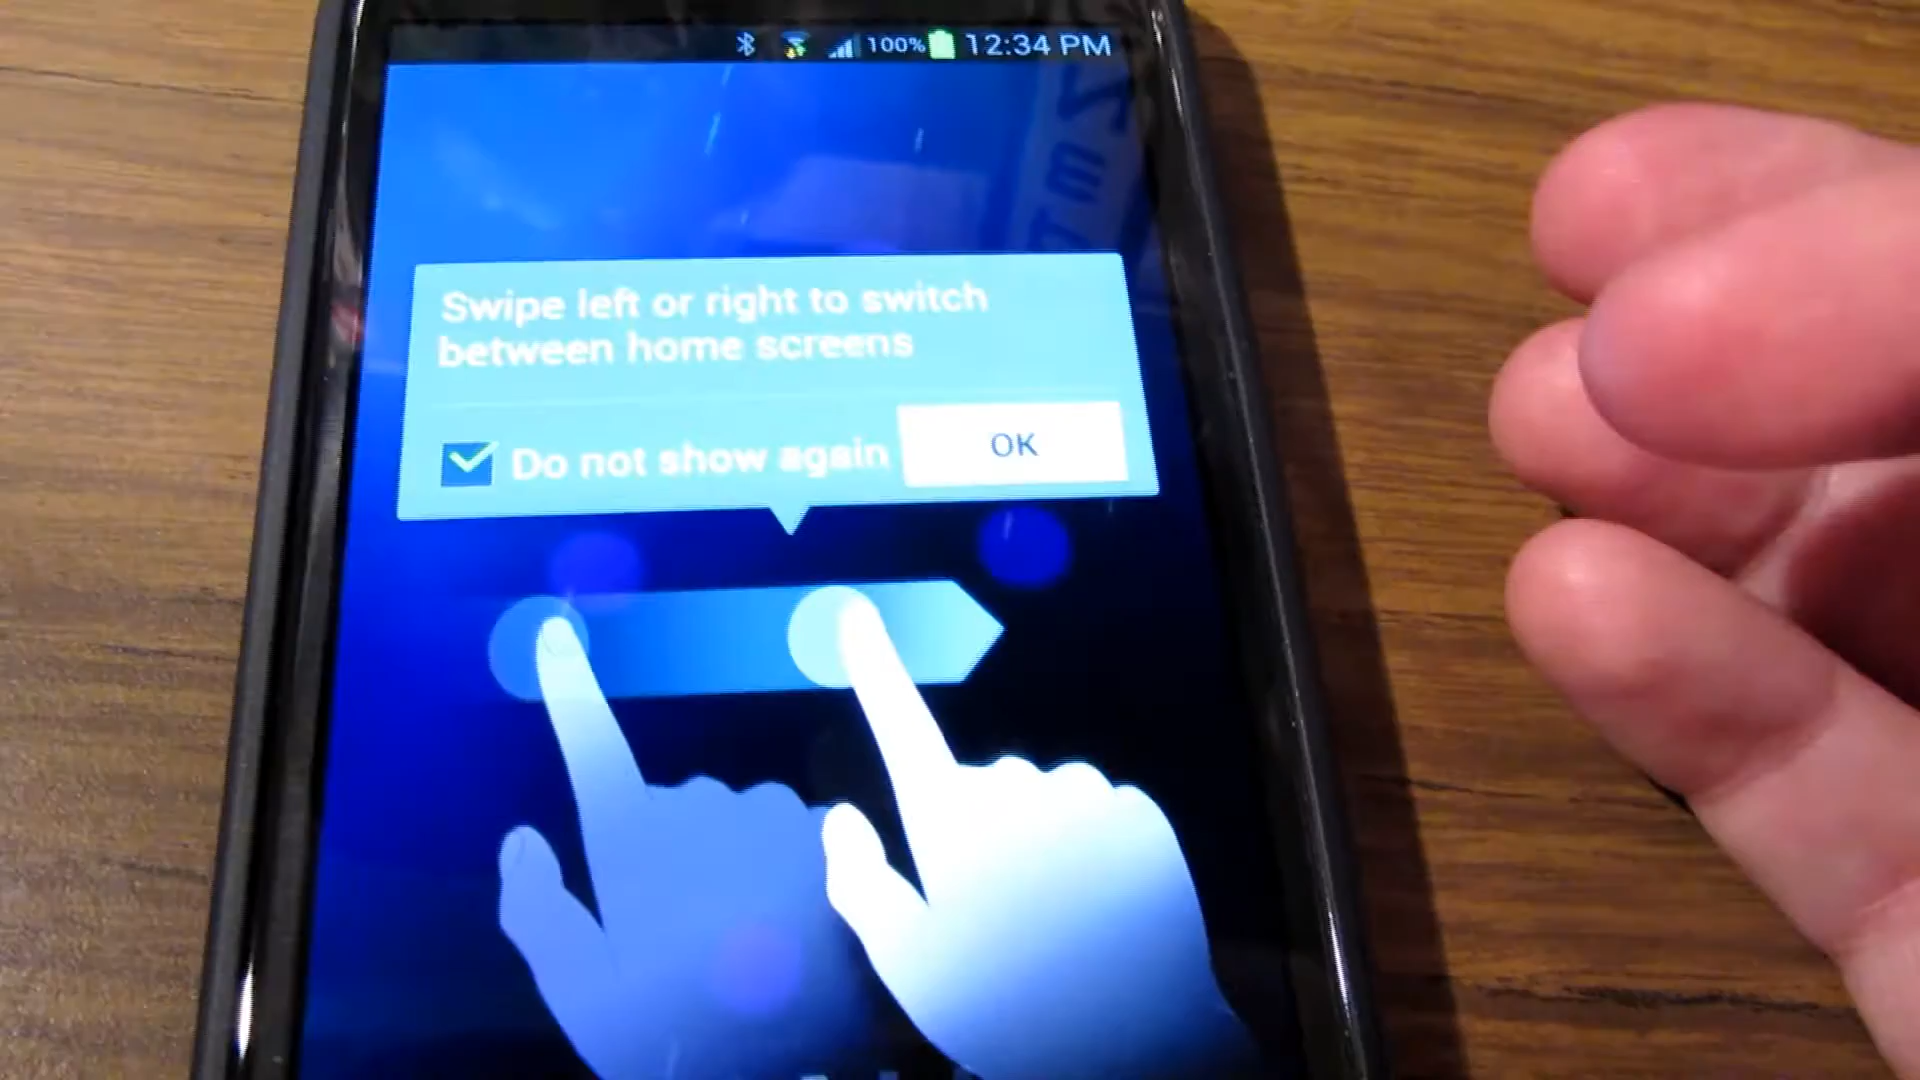 100% 12:34 PM
Swipe left or right to switch
between home screens
Do not show again
OK